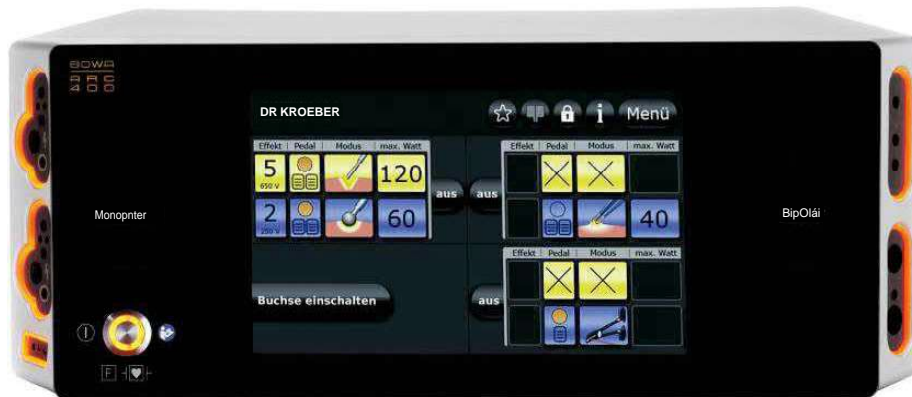 BOWA
ARC
400
DR KROEBER
i Menü
Effekt Pedal Modus max. Watt
5 120
650 V
2 60
250 V
aus
aus
Effekt Pedal Modus max. Watt
40
Monopnter
BipOlái
Effekt Pedal Modus max. Watt
Buchse einschalten
aus
F